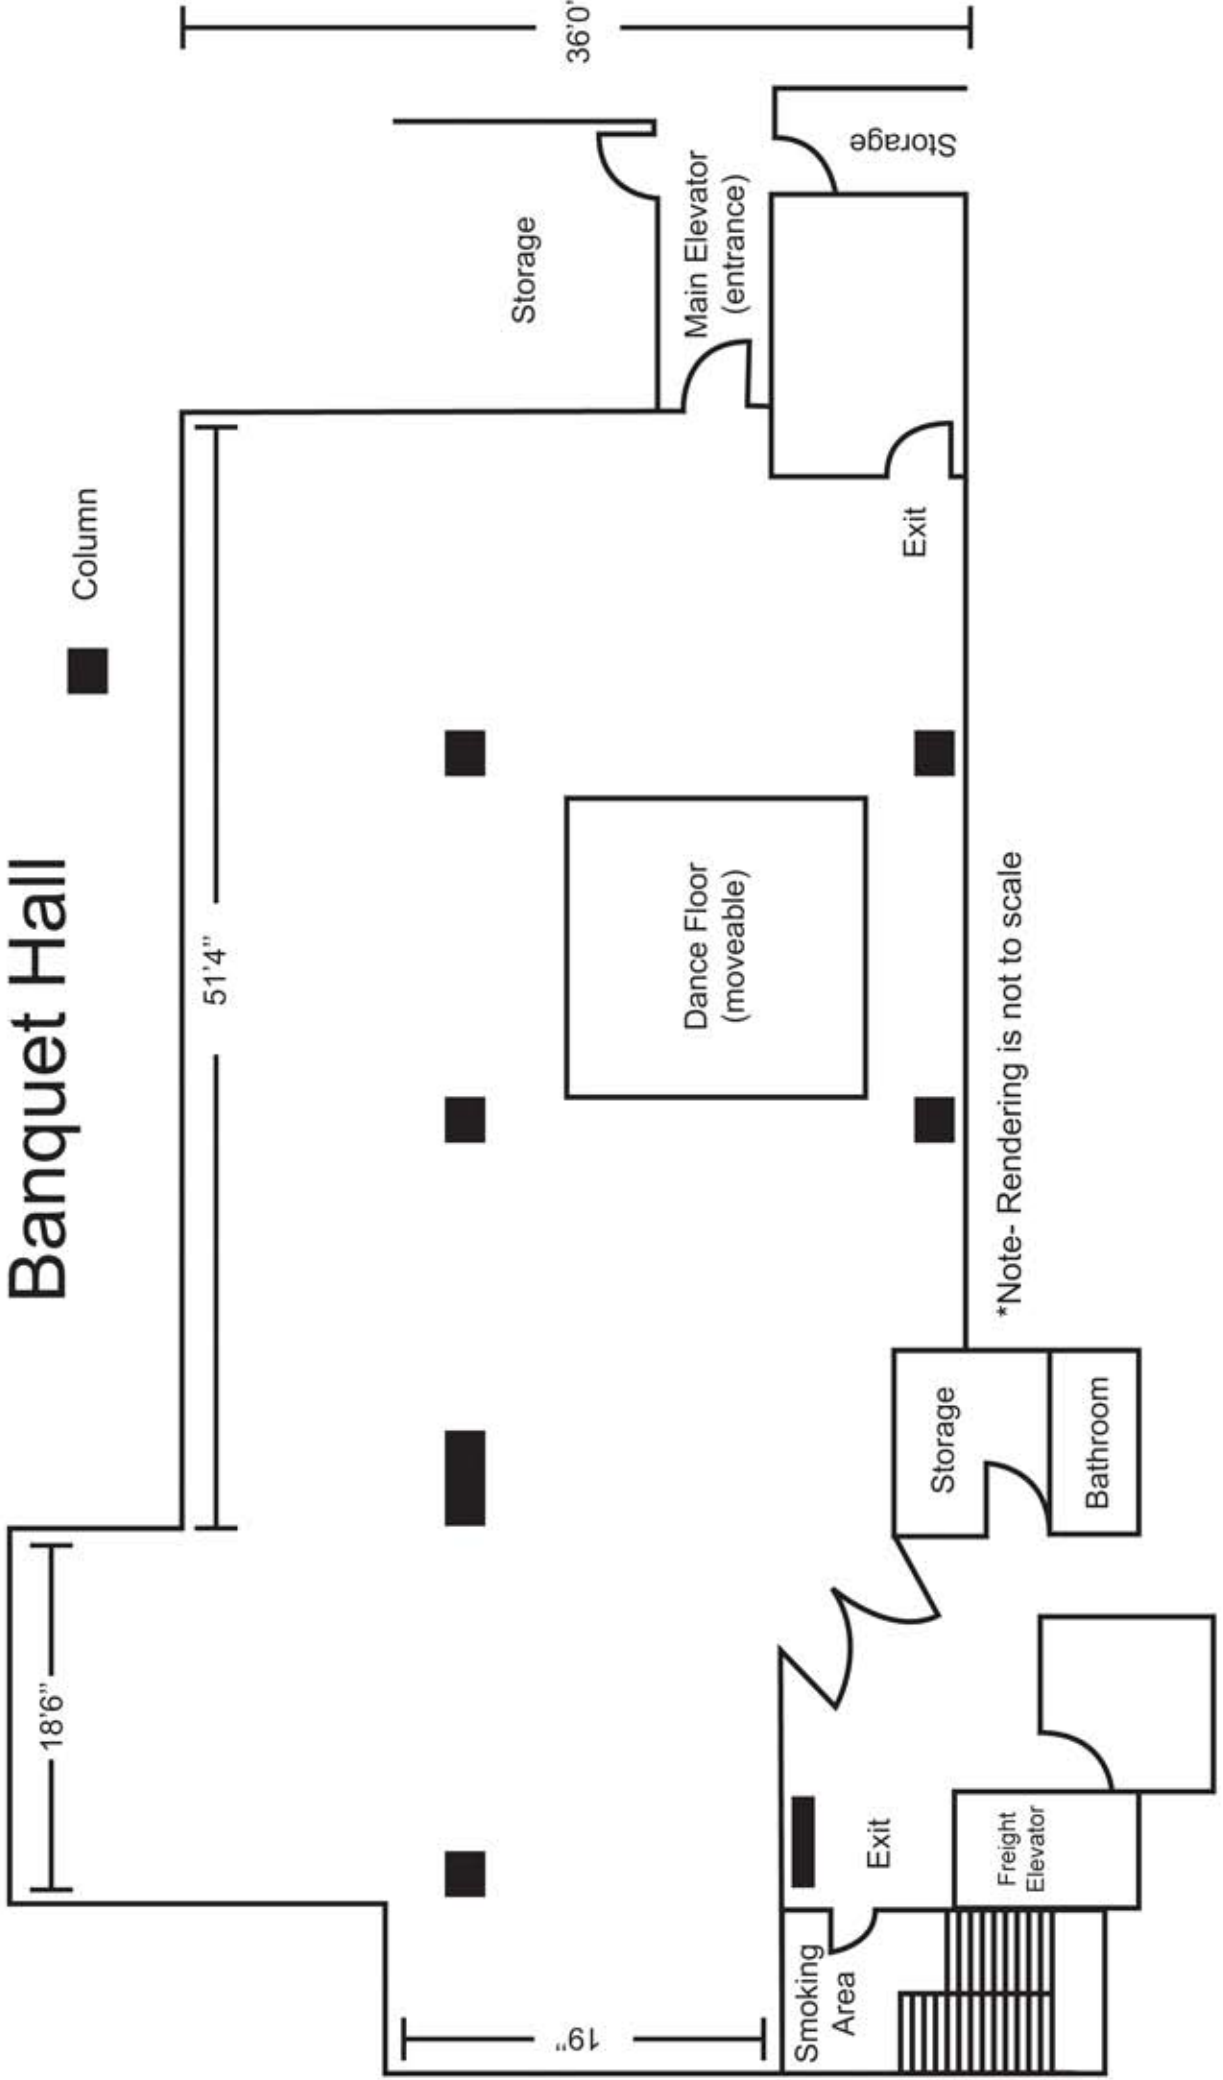 Banquet Hall
18’6”
Column
51’4”
19”
Storage
36’0’
Dance Floor
(moveable)
Main Elevator
(entrance)
Smoking
Area
Exit
Storage
Exit
Storage
Freight
Elevator
Bathroom
*Note- Rendering is not to scale